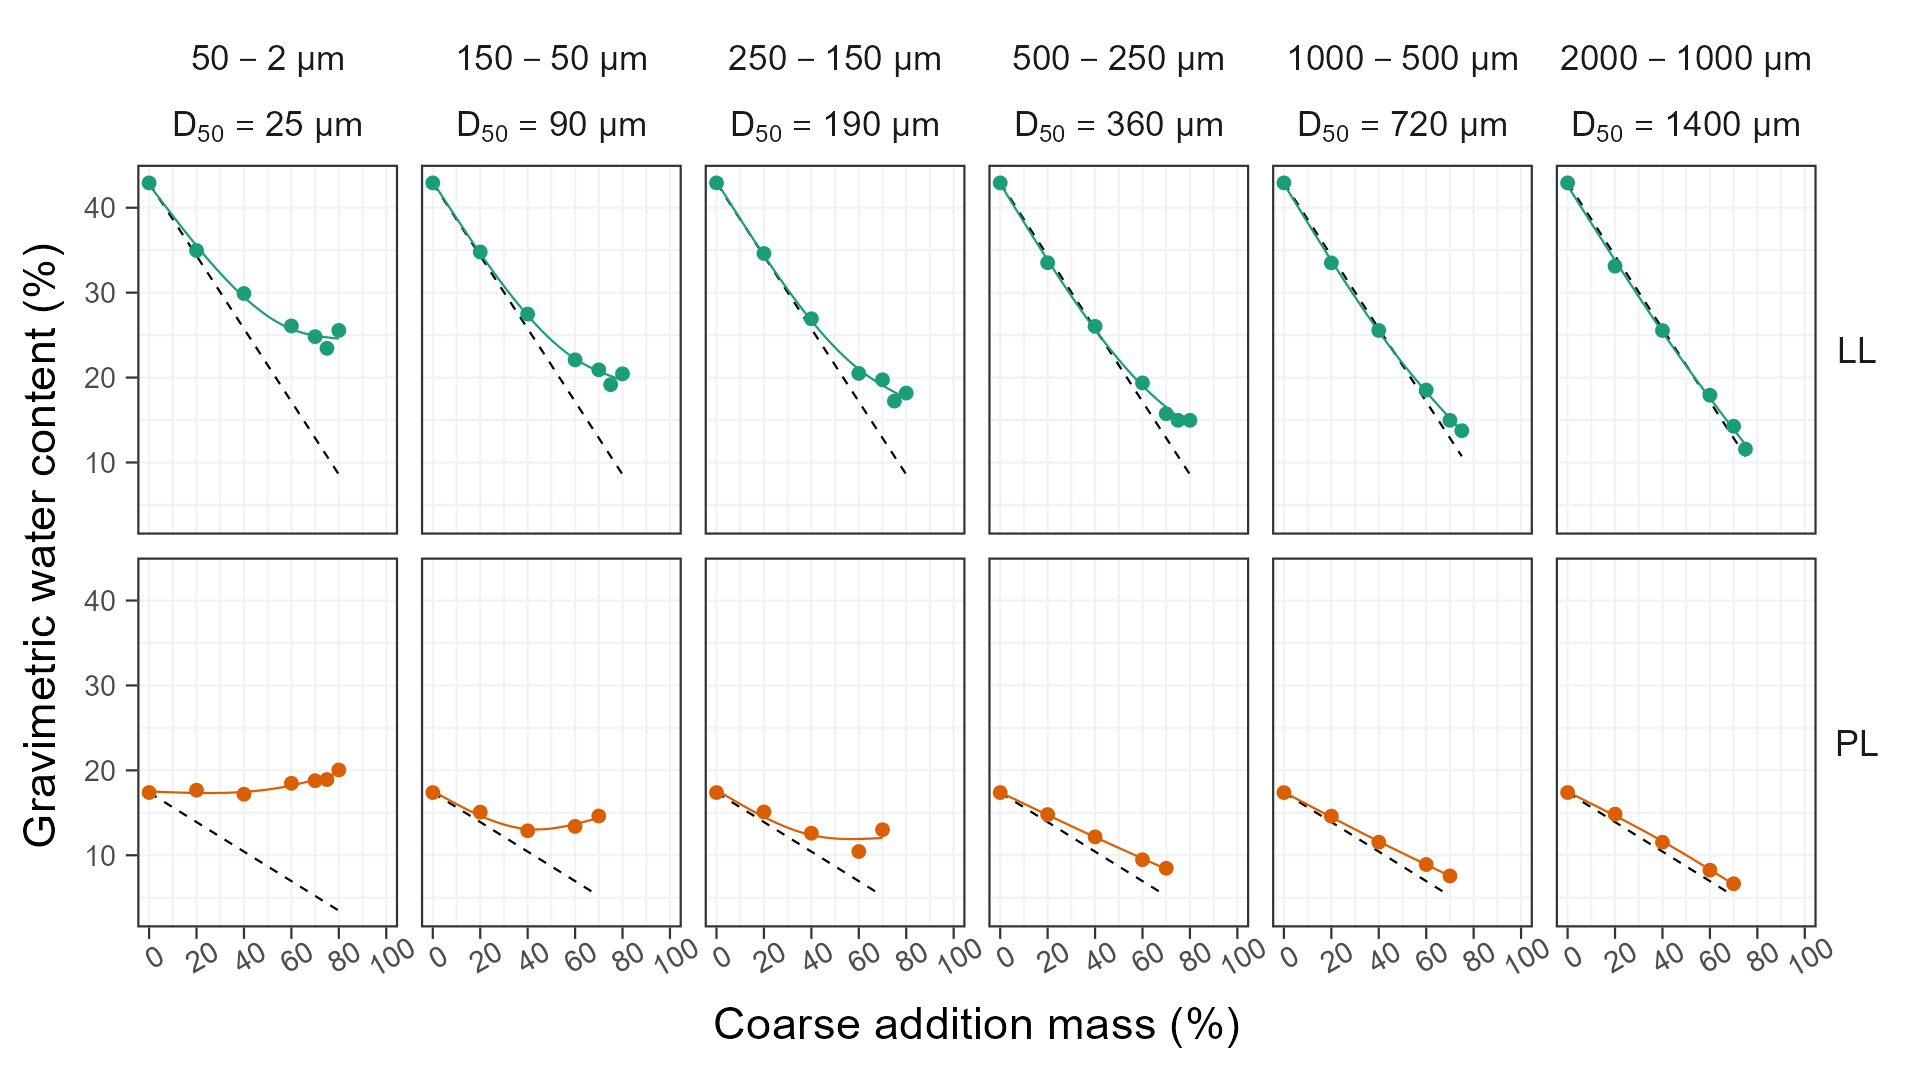 50 – 2 µm 150 – 50 µm 250 – 150 µm 500 – 250 µm 1000 – 500 µm 2000 – 1000 µm
D50 = 25 µm D50 = 90 µm D50 = 190 µm D50 = 360 µm D50 = 720 µm D50 = 1400 µm
Gravimetric water content (%)
40
30
20
10
LL
40
30
20
10
PL
0 20 40 60 80 100 0 20 40 60 80 100 0 20 40 60 80 100 0 20 40 60 80 100 0 20 40 60 80 100 0 20 40 60 80 100
Coarse addition mass (%)